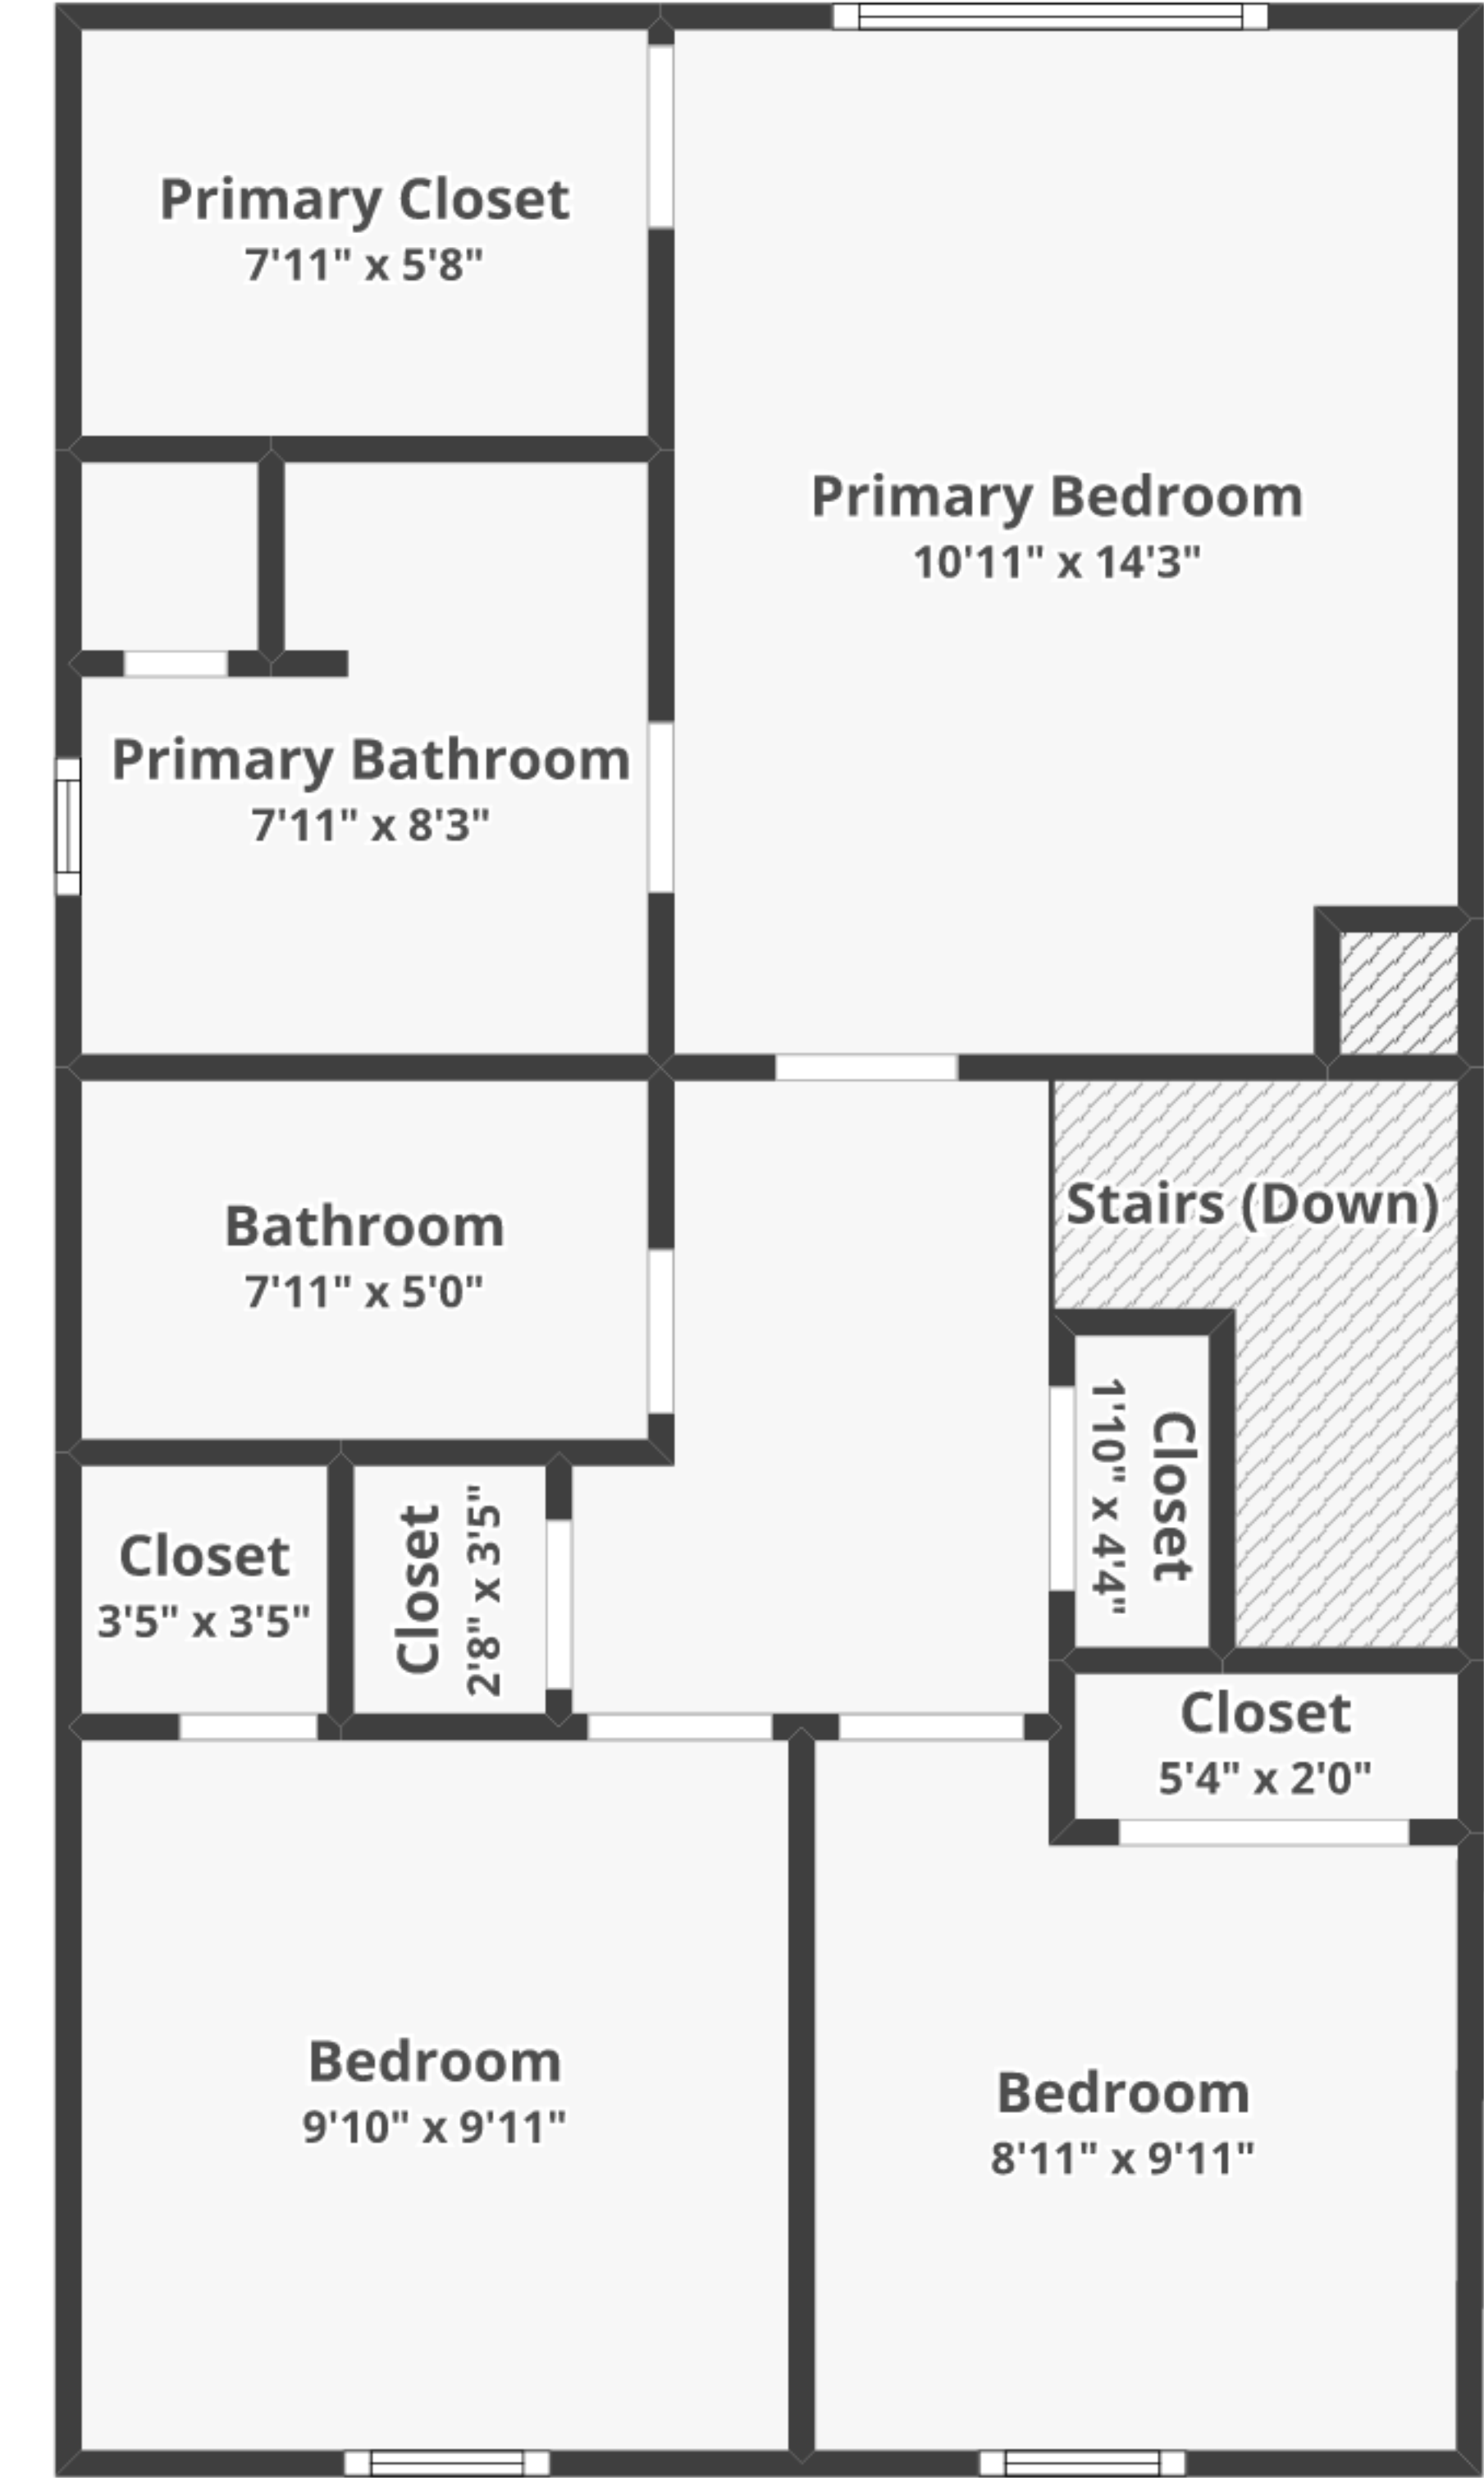 Primary Closet
7'11" x 5'8"
Primary Bedroom
10'11" x 14'3"
Primary Bathroom
7'11" x 8'3"
Bathroom
7'11" x 5'0"
Stairs (Down)
Closet
1'10" x 4'4"
Closet
3'5" x 3'5"
Closet
2'8" x 3'5"
Closet
5'4" x 2'0"
Bedroom
9'10" x 9'11"
Bedroom
8'11" x 9'11"